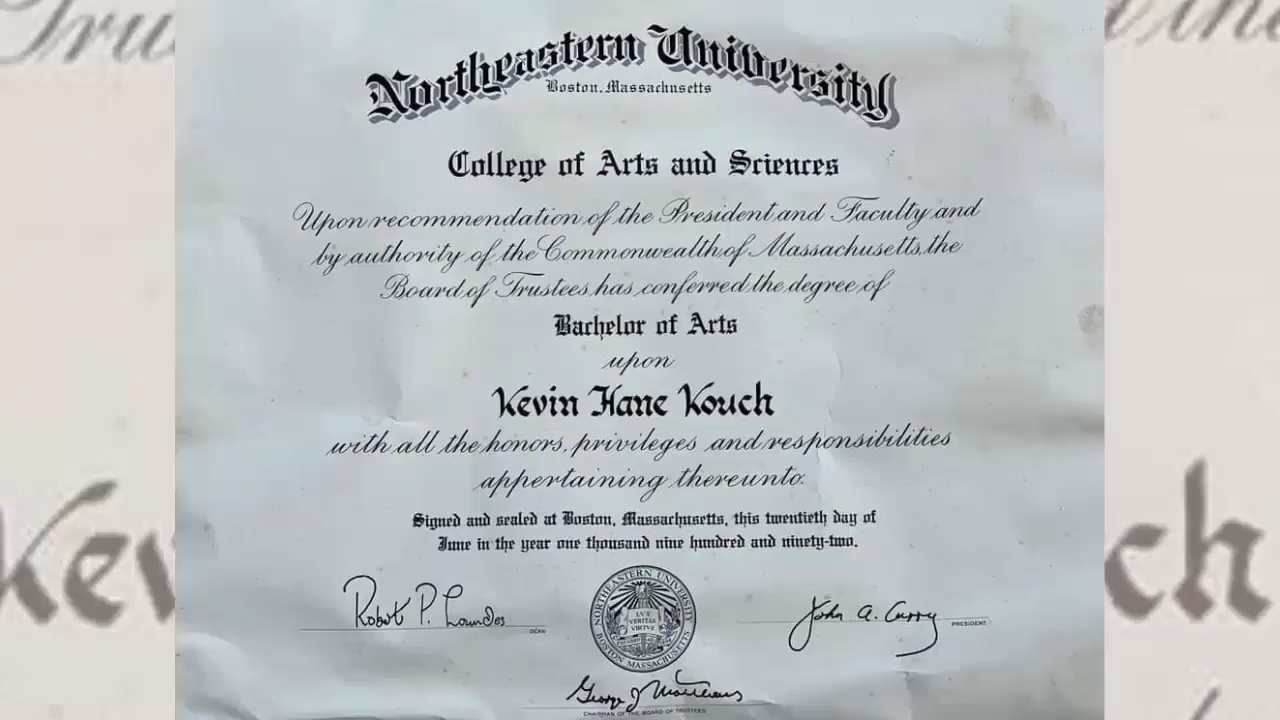 Northeastern University
Boston, Massachusetts
College of Arts and Sciences
Upon recommendation of the President and Faculty and
by authority of the Commonwealth of Massachusetts, the
Board of Trustees, has, conferred the degree of
Bachelor of Arts
upon
Kevin Hane Kouch
with all the honors, privileges and responsibilities
appertaining thereunto.
Signed and sealed at Boston, Massachusetts, this twentieth day of
June in the year one thousand nine hundred and ninety-two.
Robert P. Lowndes
DEAN
NORTHEASTERN UNIVERSITY
LVX
VERITAS
VIRTVS
BOSTON MASSACHUSETTS
John A. Curry
PRESIDENT
George J
CHAIRMAN OF THE BOARD OF TRUSTEES